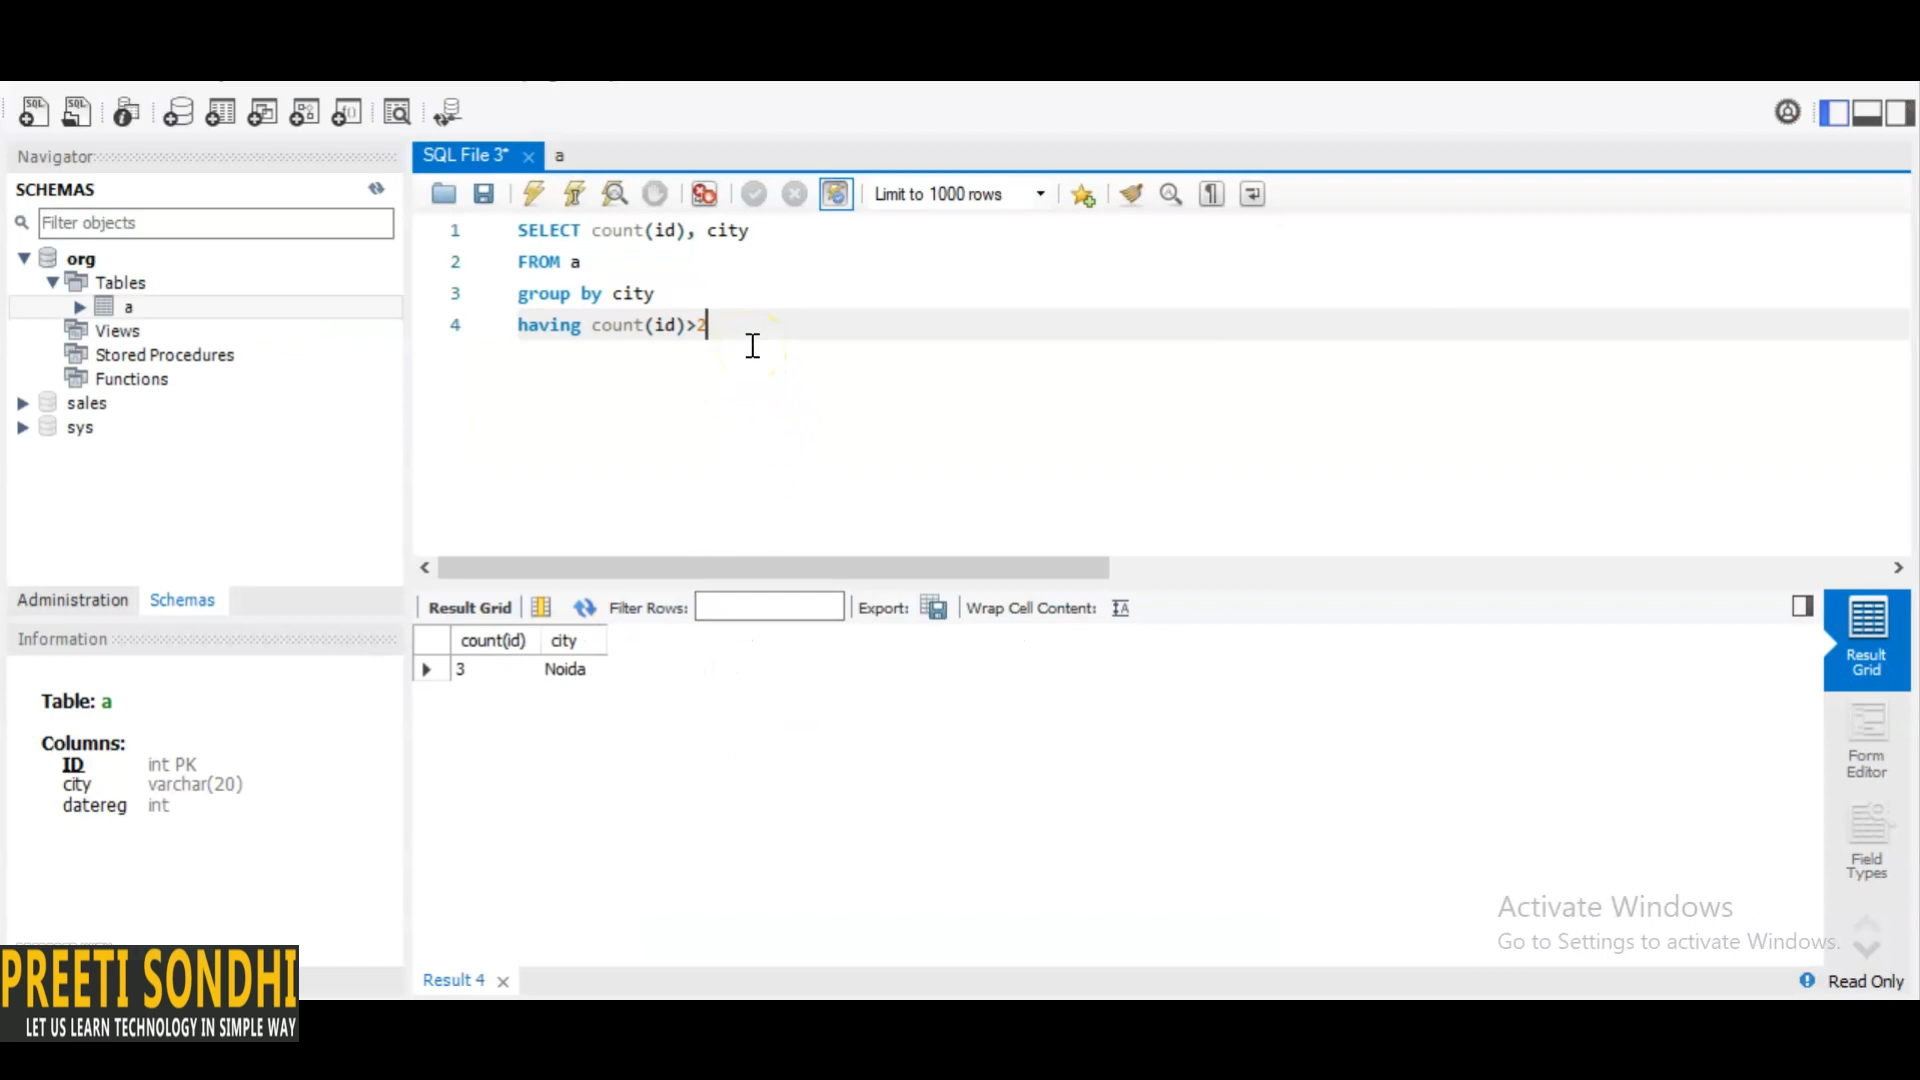 Navigator
SCHEMAS
Filter objects
org
Tables
a
Views
Stored Procedures
Functions
sales
sys
Administration Schemas
Information
Table: a
Columns:
ID int PK
city varchar(20)
datereg int
SQL File 3* a
Limit to 1000 rows
1 SELECT count(id), city
2 FROM a
3 group by city
4 having count(id)>2
Result Grid Filter Rows: Export: Wrap Cell Content:
count(id) city
3 Noida
Result
Grid
Form
Editor
Field
Types
Activate Windows
Go to Settings to activate Windows.
Result 4
Read Only
PREETI SONDHI
LET US LEARN TECHNOLOGY IN SIMPLE WAY